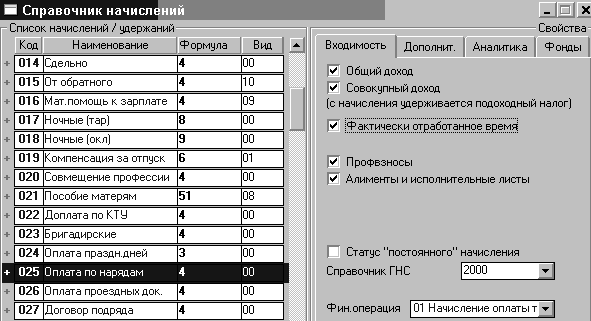 Справочник начислений
Список начислений / удержаний
Код Наименование Формула Вид
014 Сдельно 4 00
015 От обратного 4 10
016 Мат.помощь к зарплате 4 09
017 Ночные (тар) 8 00
018 Ночные (окл) 9 00
019 Компенсация за отпуск 6 01
020 Совмещение профессии 4 00
021 Пособие матерям 51 08
022 Доплата по КТУ 4 00
023 Бригадирские 4 00
024 Оплата праздн.дней 3 00
025 Оплата по нарядам 4 00
026 Оплата проездных док. 4 00
027 Договор подряда 4 00
Свойства
Входимость Дополнит. Аналитика Фонды
Общий доход
Совокупный доход
(с начисления удерживается подоходный налог)
Фактически отработанное время
Профвзносы
Алименты и исполнительные листы
Статус "постоянного" начисления
Справочник ГНС 2000
Фин.операция 01 Начисление оплаты т